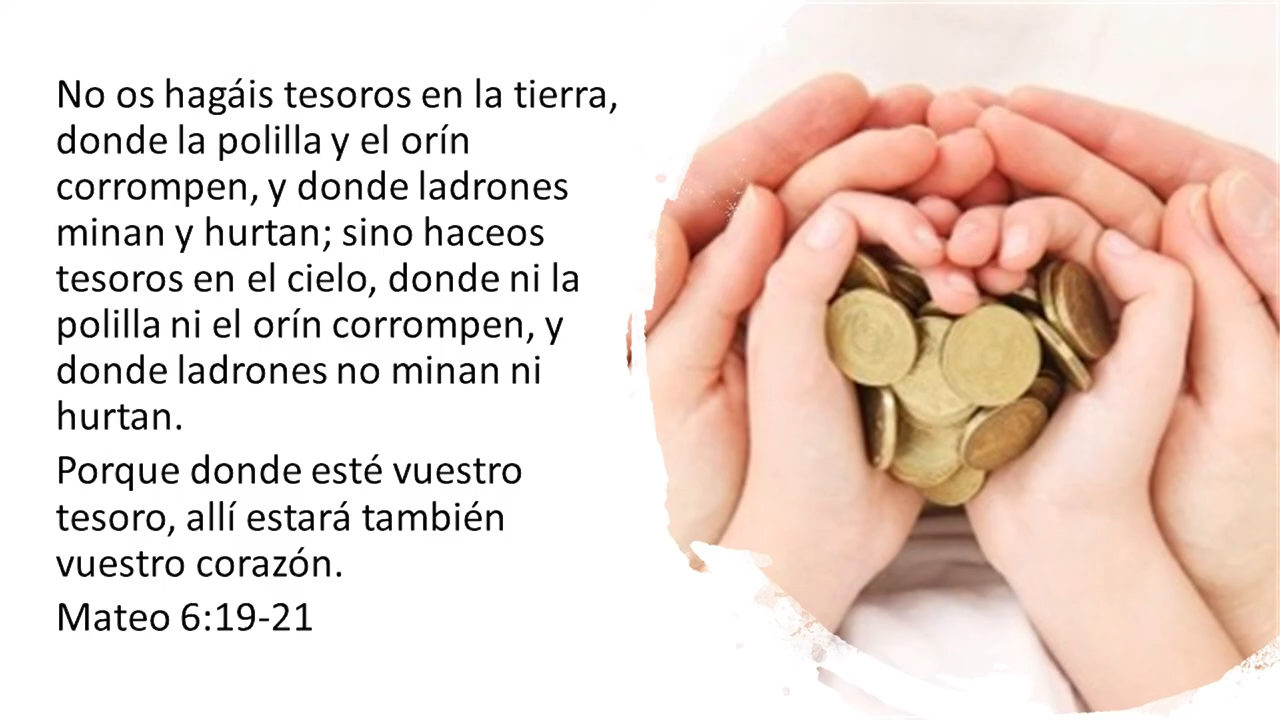 No os hagáis tesoros en la tierra,
donde la polilla y el orín
corrompen, y donde ladrones
minan y hurtan; sino haceos
tesoros en el cielo, donde ni la
polilla ni el orín corrompen, y
donde ladrones no minan ni
hurtan.
Porque donde esté vuestro
tesoro, allí estará también
vuestro corazón.
Mateo 6:19-21